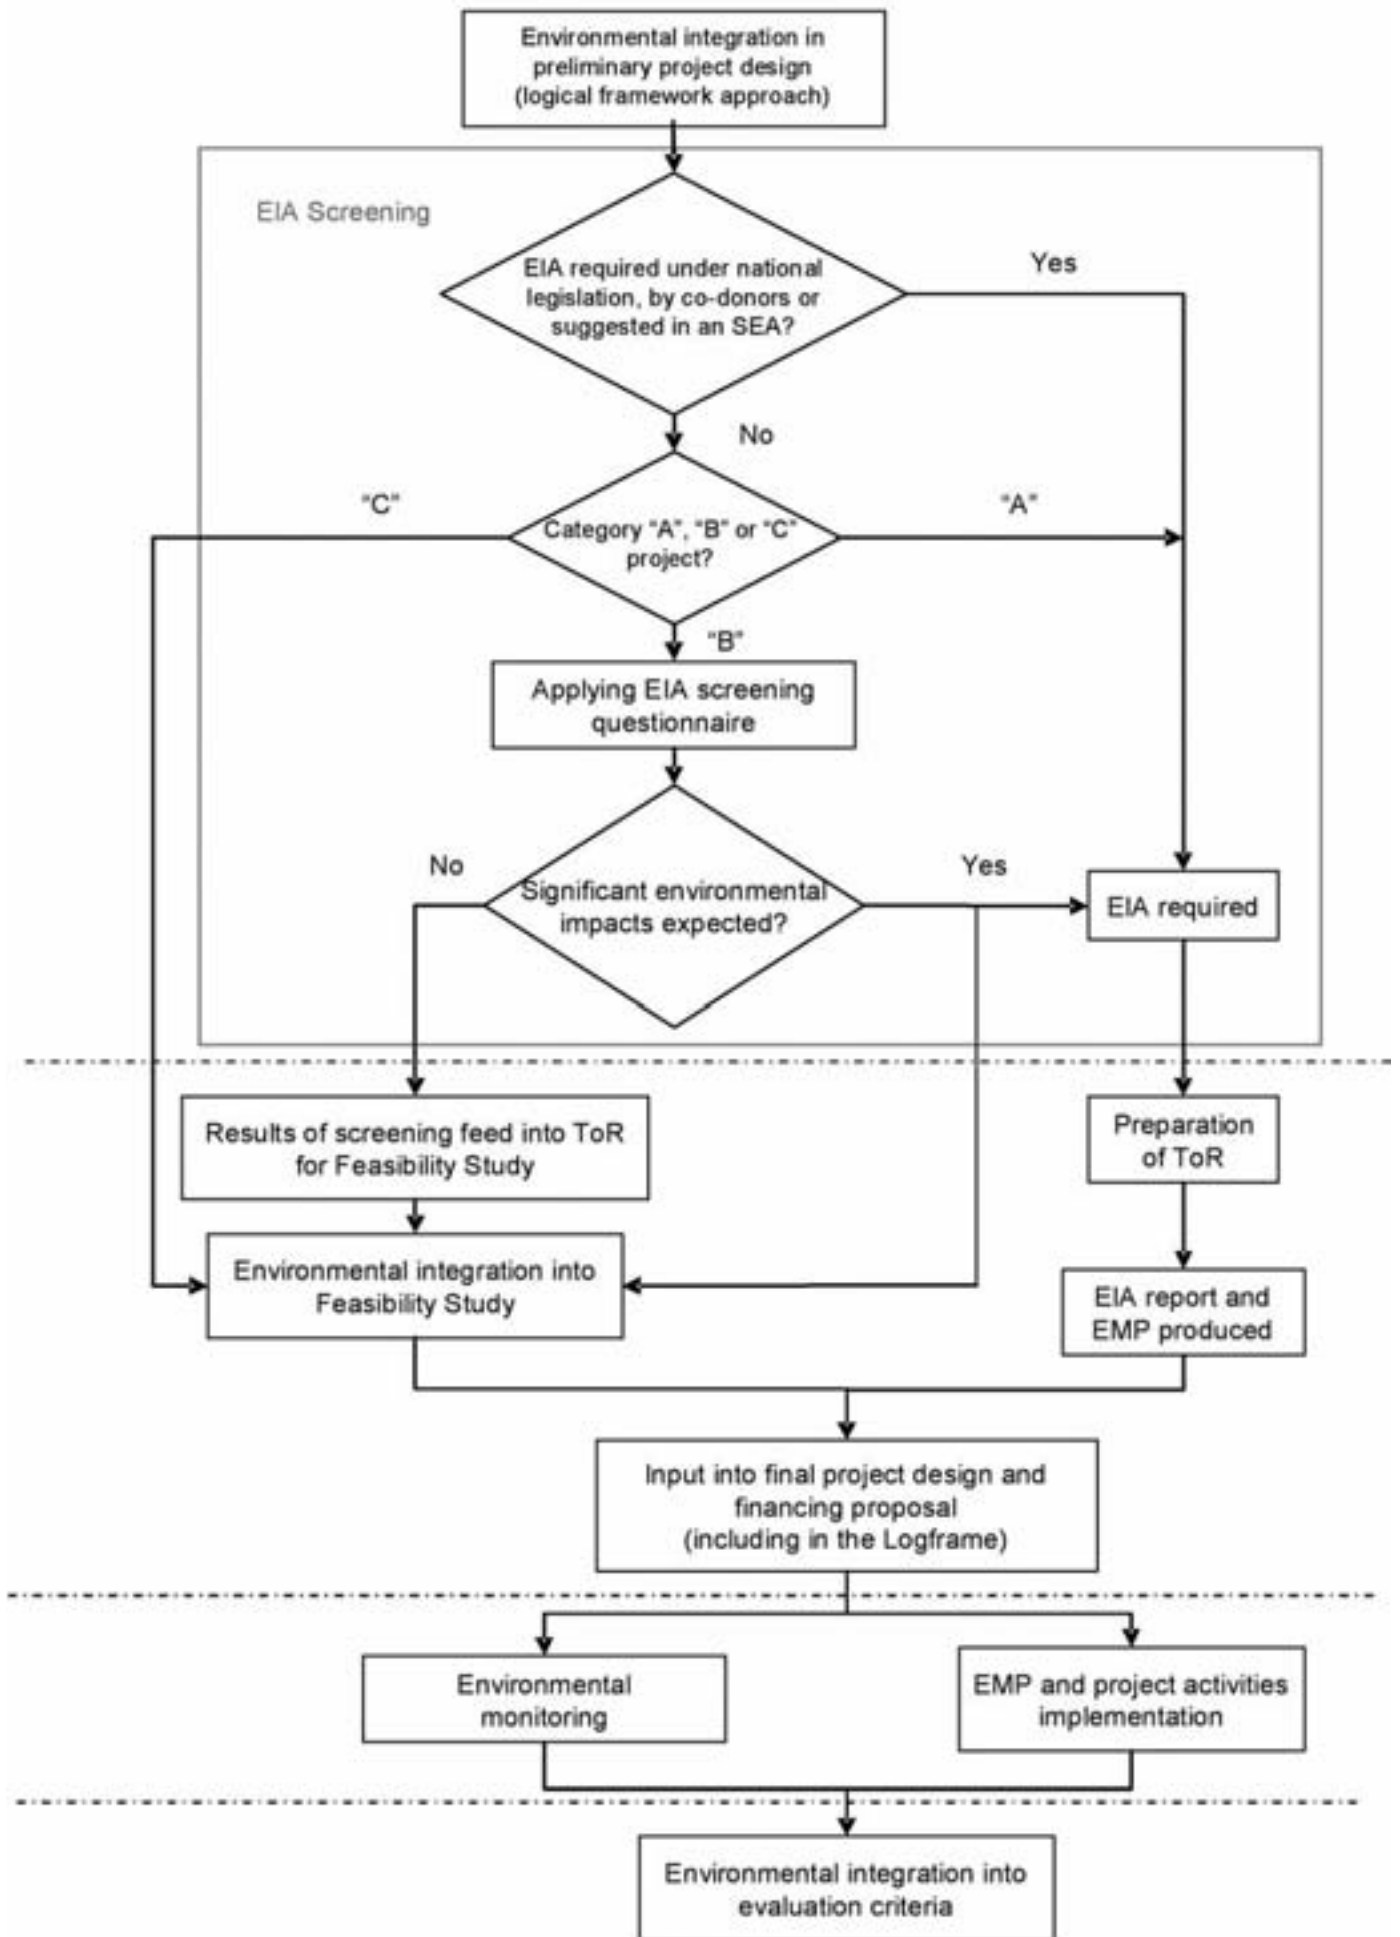 Environmental integration in
preliminary project design
(logical framework approach)
EIA Screening
EIA required under national
legislation, by co-donors or
suggested in an SEA?
Yes
No
"C"
Category "A", "B" or "C"
project?
"A"
"B"
Applying EIA screening
questionnaire
No
Significant environmental
impacts expected?
Yes
EIA required
Results of screening feed into ToR
for Feasibility Study
Preparation
of ToR
Environmental integration into
Feasibility Study
EIA report and
EMP produced
Input into final project design and
financing proposal
(including in the Logframe)
Environmental
monitoring
EMP and project activities
implementation
Environmental integration into
evaluation criteria